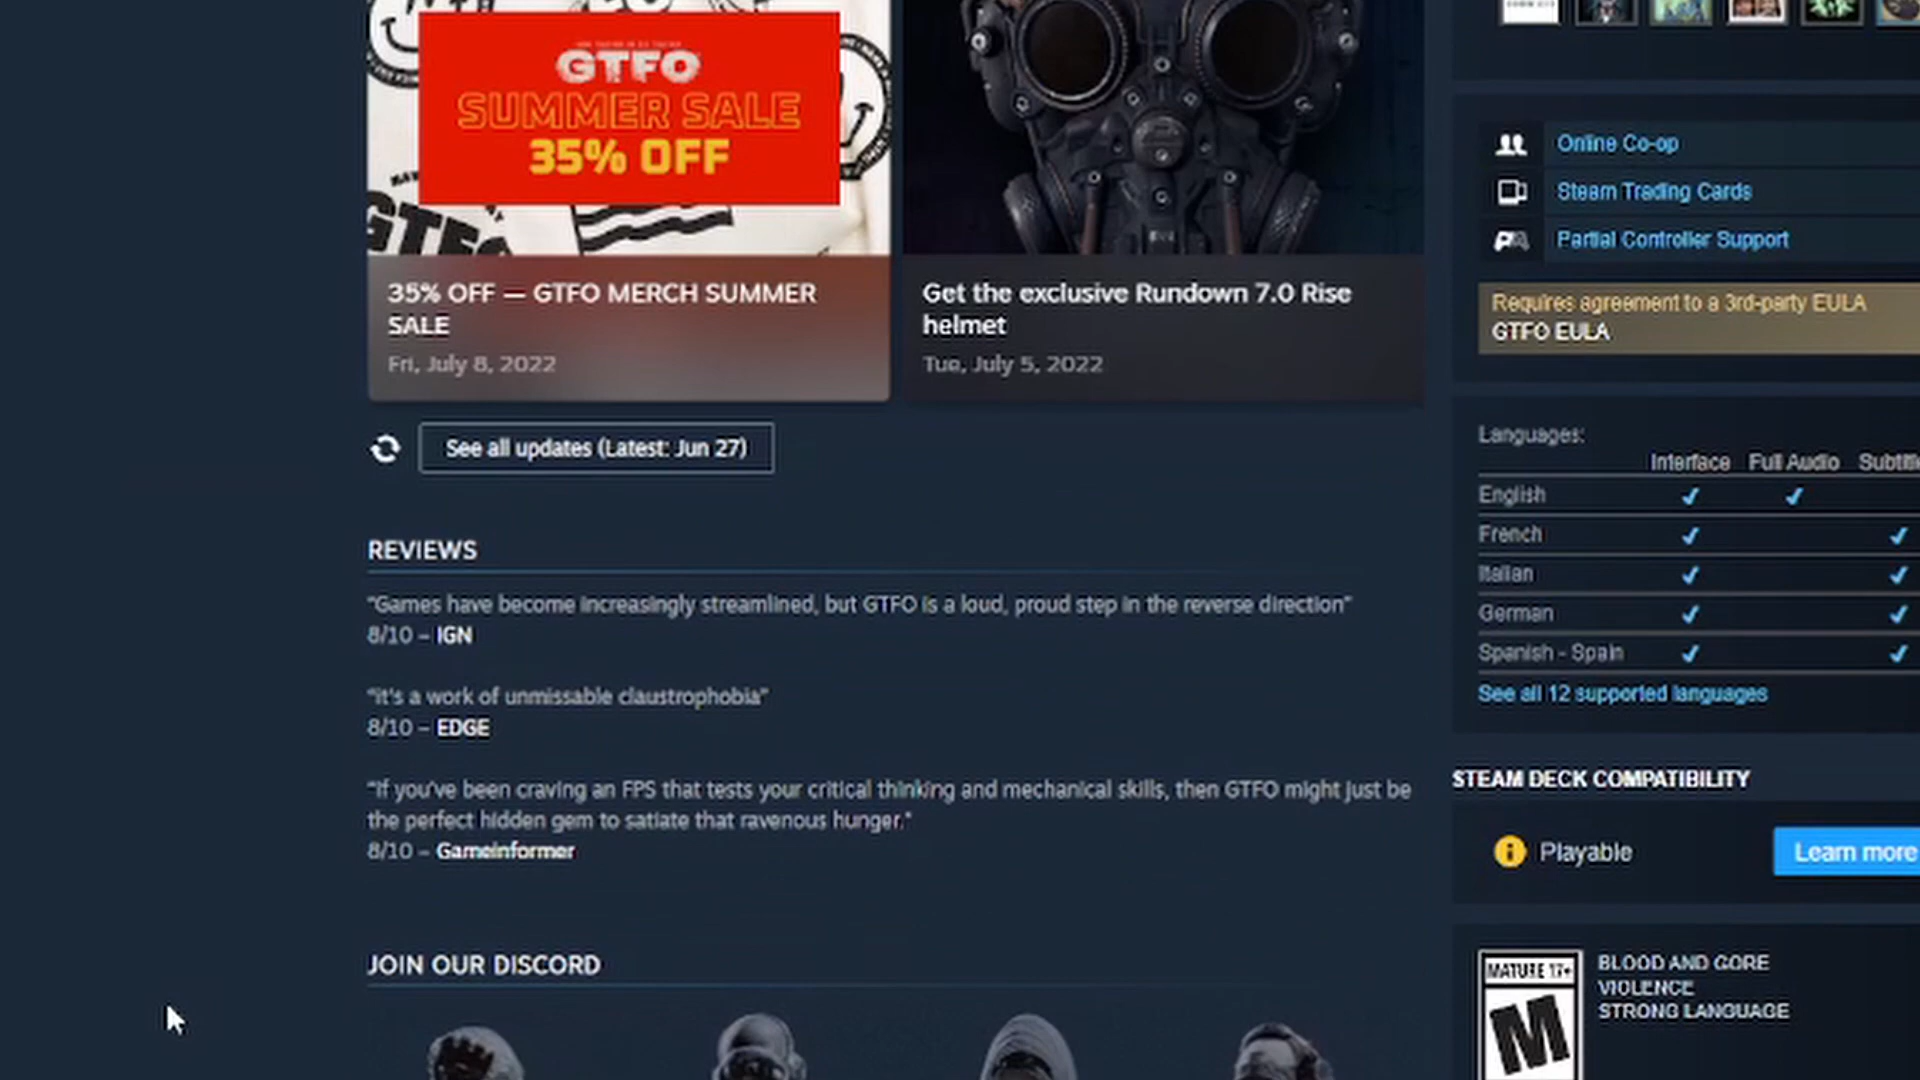 GTFO
SUMMER SALE
35% OFF
GTFO
35% OFF — GTFO MERCH SUMMER
SALE
Fri, July 8, 2022
Get the exclusive Rundown 7.0 Rise
helmet
Tue, July 5, 2022
See all updates (Latest: Jun 27)
REVIEWS
"Games have become increasingly streamlined, but GTFO is a loud, proud step in the reverse direction"
8/10 – IGN
"It's a work of unmissable claustrophobia"
8/10 – EDGE
"If you've been craving an FPS that tests your critical thinking and mechanical skills, then GTFO might just be
the perfect hidden gem to satiate that ravenous hunger."
8/10 – Gameinformer
JOIN OUR DISCORD
Online Co-op
Steam Trading Cards
Partial Controller Support
Requires agreement to a 3rd-party EULA
GTFO EULA
Languages:
Interface Full Audio Subtitle
English
French
Italian
German
Spanish - Spain
See all 12 supported languages
STEAM DECK COMPATIBILITY
Playable
Learn more
MATURE 17+
M
BLOOD AND GORE
VIOLENCE
STRONG LANGUAGE